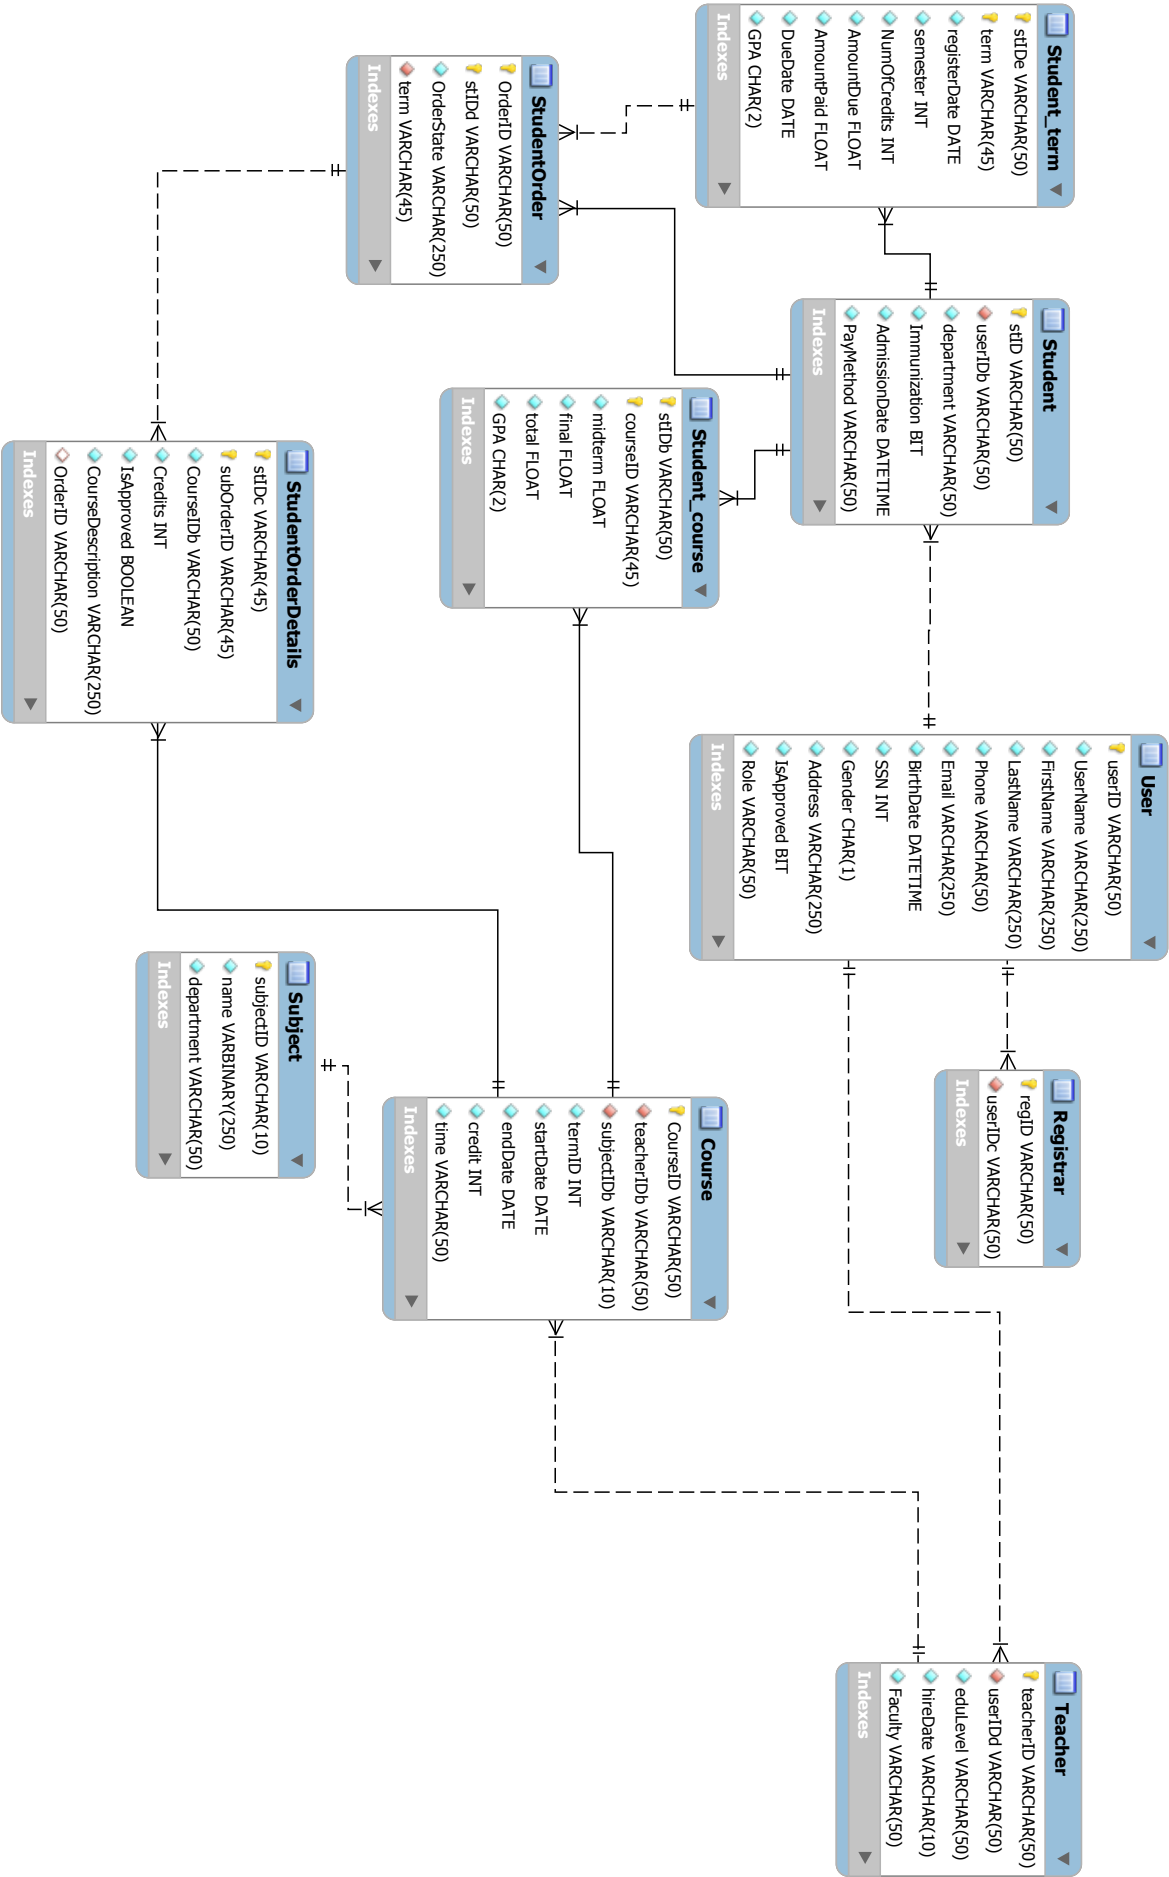 Student_term
stIDe VARCHAR(50)
term VARCHAR(45)
registerDate DATE
semester INT
NumOfCredits INT
AmountDue FLOAT
AmountPaid FLOAT
DueDate DATE
GPA CHAR(2)
Indexes
Student
stID VARCHAR(50)
userIDb VARCHAR(50)
department VARCHAR(50)
Immunization BIT
AdmissionDate DATETIME
PayMethod VARCHAR(50)
Indexes
User
userID VARCHAR(50)
UserName VARCHAR(250)
FirstName VARCHAR(250)
LastName VARCHAR(250)
Phone VARCHAR(50)
Email VARCHAR(250)
BirthDate DATETIME
SSN INT
Gender CHAR(1)
Address VARCHAR(250)
IsApproved BIT
Role VARCHAR(50)
Indexes
Registrar
regID VARCHAR(50)
userIDc VARCHAR(50)
Indexes
Teacher
teacherID VARCHAR(50)
userIDd VARCHAR(50)
eduLevel VARCHAR(50)
hireDate VARCHAR(10)
Faculty VARCHAR(50)
Indexes
StudentOrder
OrderID VARCHAR(50)
stIDd VARCHAR(50)
OrderState VARCHAR(250)
term VARCHAR(45)
Indexes
Student_course
stIDb VARCHAR(50)
courseID VARCHAR(45)
midterm FLOAT
final FLOAT
total FLOAT
GPA CHAR(2)
Indexes
Course
CourseID VARCHAR(50)
teacherIDb VARCHAR(50)
subjectIDb VARCHAR(10)
termID INT
startDate DATE
endDate DATE
credit INT
time VARCHAR(50)
Indexes
StudentOrderDetails
stIDc VARCHAR(45)
subOrderID VARCHAR(45)
CourseIDb VARCHAR(50)
Credits INT
IsApproved BOOLEAN
CourseDescription VARCHAR(250)
OrderID VARCHAR(50)
Indexes
Subject
subjectID VARCHAR(10)
name VARBINARY(250)
department VARCHAR(50)
Indexes